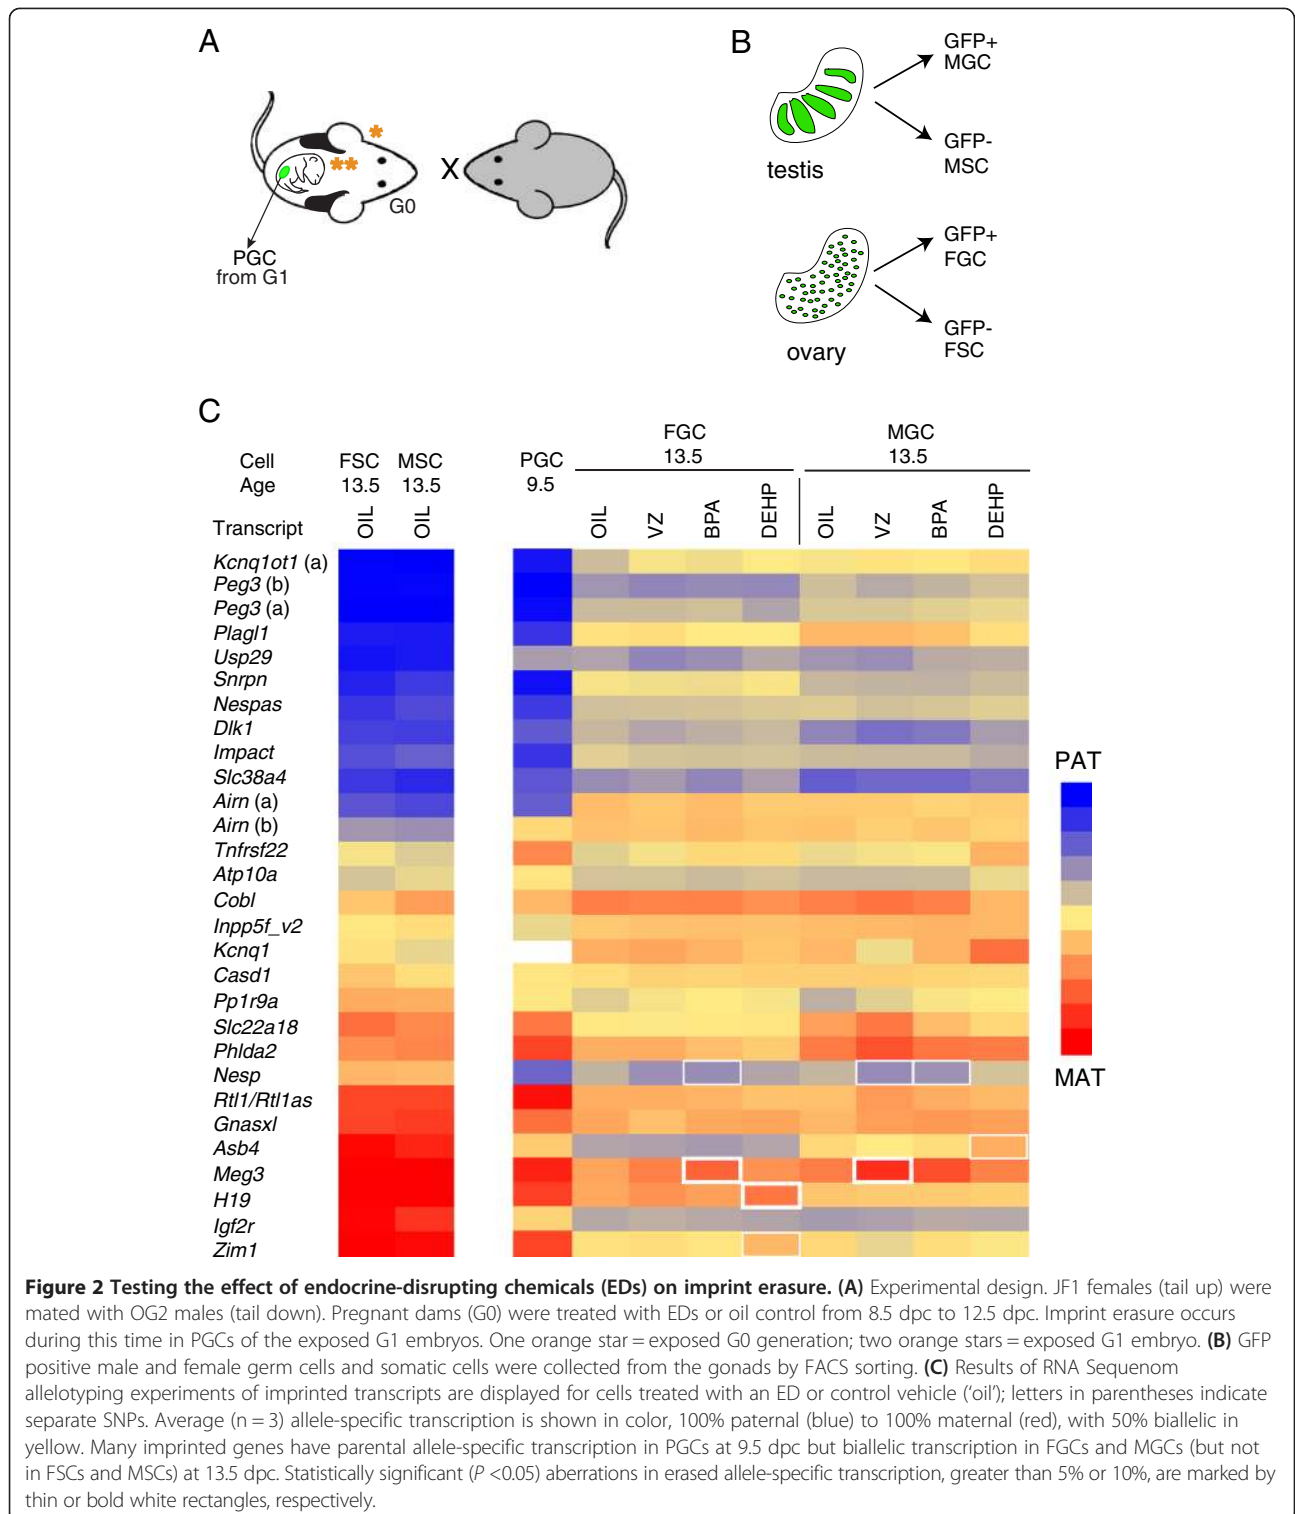 A
B
*
**
G0
X
PGC
from G1
testis
GFP+
MGC
GFP-
MSC
ovary
GFP+
FGC
GFP-
FSC
C
Cell
Age
Transcript
FSC
13.5
OIL
MSC
13.5
OIL
PGC
9.5
FGC
13.5
OIL
VZ
BPA
DEHP
MGC
13.5
OIL
VZ
BPA
DEHP
Kcnq1ot1 (a)
Peg3 (b)
Peg3 (a)
Plagl1
Usp29
Snrpn
Nespas
Dlk1
Impact
Slc38a4
Airn (a)
Airn (b)
Tnfrsf22
Atp10a
Cobl
Inpp5f_v2
Kcnq1
Casd1
Pp1r9a
Slc22a18
Phlda2
Nesp
Rtl1/Rtl1as
Gnasxl
Asb4
Meg3
H19
Igf2r
Zim1
PAT
MAT
Figure 2 Testing the effect of endocrine-disrupting chemicals (EDs) on imprint erasure. (A) Experimental design. JF1 females (tail up) were
mated with OG2 males (tail down). Pregnant dams (G0) were treated with EDs or oil control from 8.5 dpc to 12.5 dpc. Imprint erasure occurs
during this time in PGCs of the exposed G1 embryos. One orange star = exposed G0 generation; two orange stars = exposed G1 embryo. (B) GFP
positive male and female germ cells and somatic cells were collected from the gonads by FACS sorting. (C) Results of RNA Sequenom
allelotyping experiments of imprinted transcripts are displayed for cells treated with an ED or control vehicle (‘oil’); letters in parentheses indicate
separate SNPs. Average (n = 3) allele-specific transcription is shown in color, 100% paternal (blue) to 100% maternal (red), with 50% biallelic in
yellow. Many imprinted genes have parental allele-specific transcription in PGCs at 9.5 dpc but biallelic transcription in FGCs and MGCs (but not
in FSCs and MSCs) at 13.5 dpc. Statistically significant (P <0.05) aberrations in erased allele-specific transcription, greater than 5% or 10%, are marked by
thin or bold white rectangles, respectively.